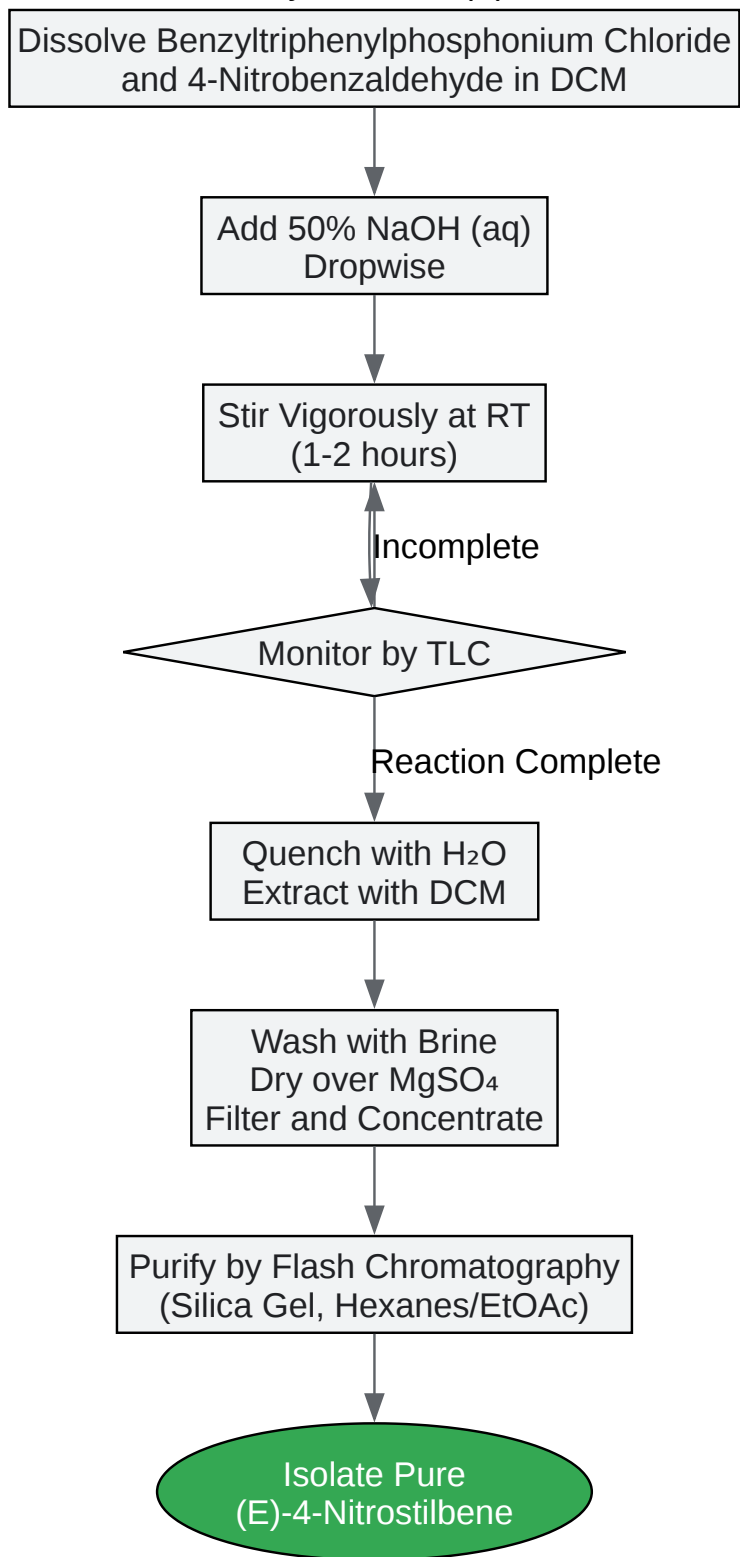 Dissolve Benzyltriphenylphosphonium Chloride
and 4-Nitrobenzaldehyde in DCM
Add 50% NaOH (aq)
Dropwise
Stir Vigorously at RT
(1-2 hours)
Incomplete
Monitor by TLC
Reaction Complete
Quench with H₂O
Extract with DCM
Wash with Brine
Dry over MgSO₄
Filter and Concentrate
Purify by Flash Chromatography
(Silica Gel, Hexanes/EtOAc)
Isolate Pure
(E)-4-Nitrostilbene